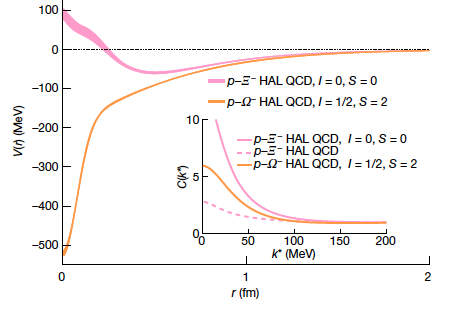 100
0
−100
−200
−300
−400
−500
V(r) (MeV)
p–Ξ⁻ HAL QCD, I = 0, S = 0
p–Ω⁻ HAL QCD, I = 1/2, S = 2
10
5
0
C(k*)
p–Ξ⁻ HAL QCD, I = 0, S = 0
p–Ξ⁻ HAL QCD
p–Ω⁻ HAL QCD, I = 1/2, S = 2
0 50 100 150 200
k* (MeV)
0 1 2
r (fm)